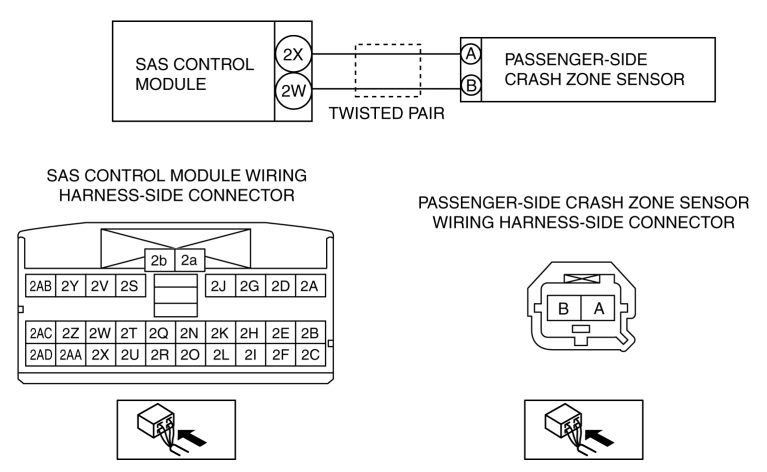 SAS CONTROL
MODULE
2X
2W
A
B
PASSENGER-SIDE
CRASH ZONE SENSOR
TWISTED PAIR
SAS CONTROL MODULE WIRING
HARNESS-SIDE CONNECTOR
2b 2a
2AB 2Y 2V 2S 2J 2G 2D 2A
2AC 2Z 2W 2T 2Q 2N 2K 2H 2E 2B
2AD 2AA 2X 2U 2R 2O 2L 2I 2F 2C
PASSENGER-SIDE CRASH ZONE SENSOR
WIRING HARNESS-SIDE CONNECTOR
B A